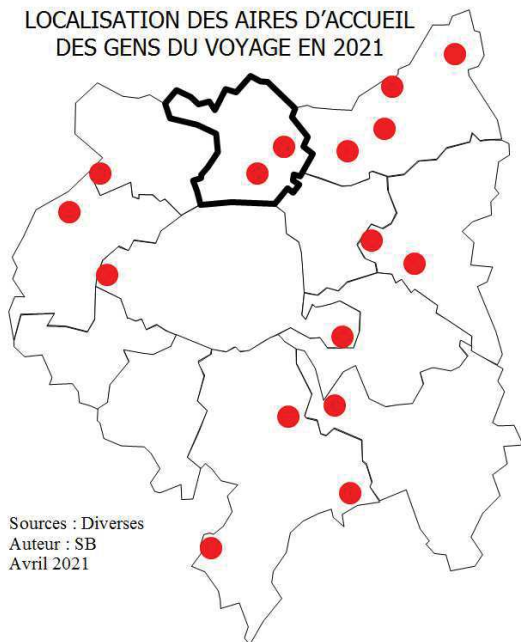 LOCALISATION DES AIRES D'ACCUEIL
DES GENS DU VOYAGE EN 2021
Sources : Diverses
Auteur : SB
Avril 2021